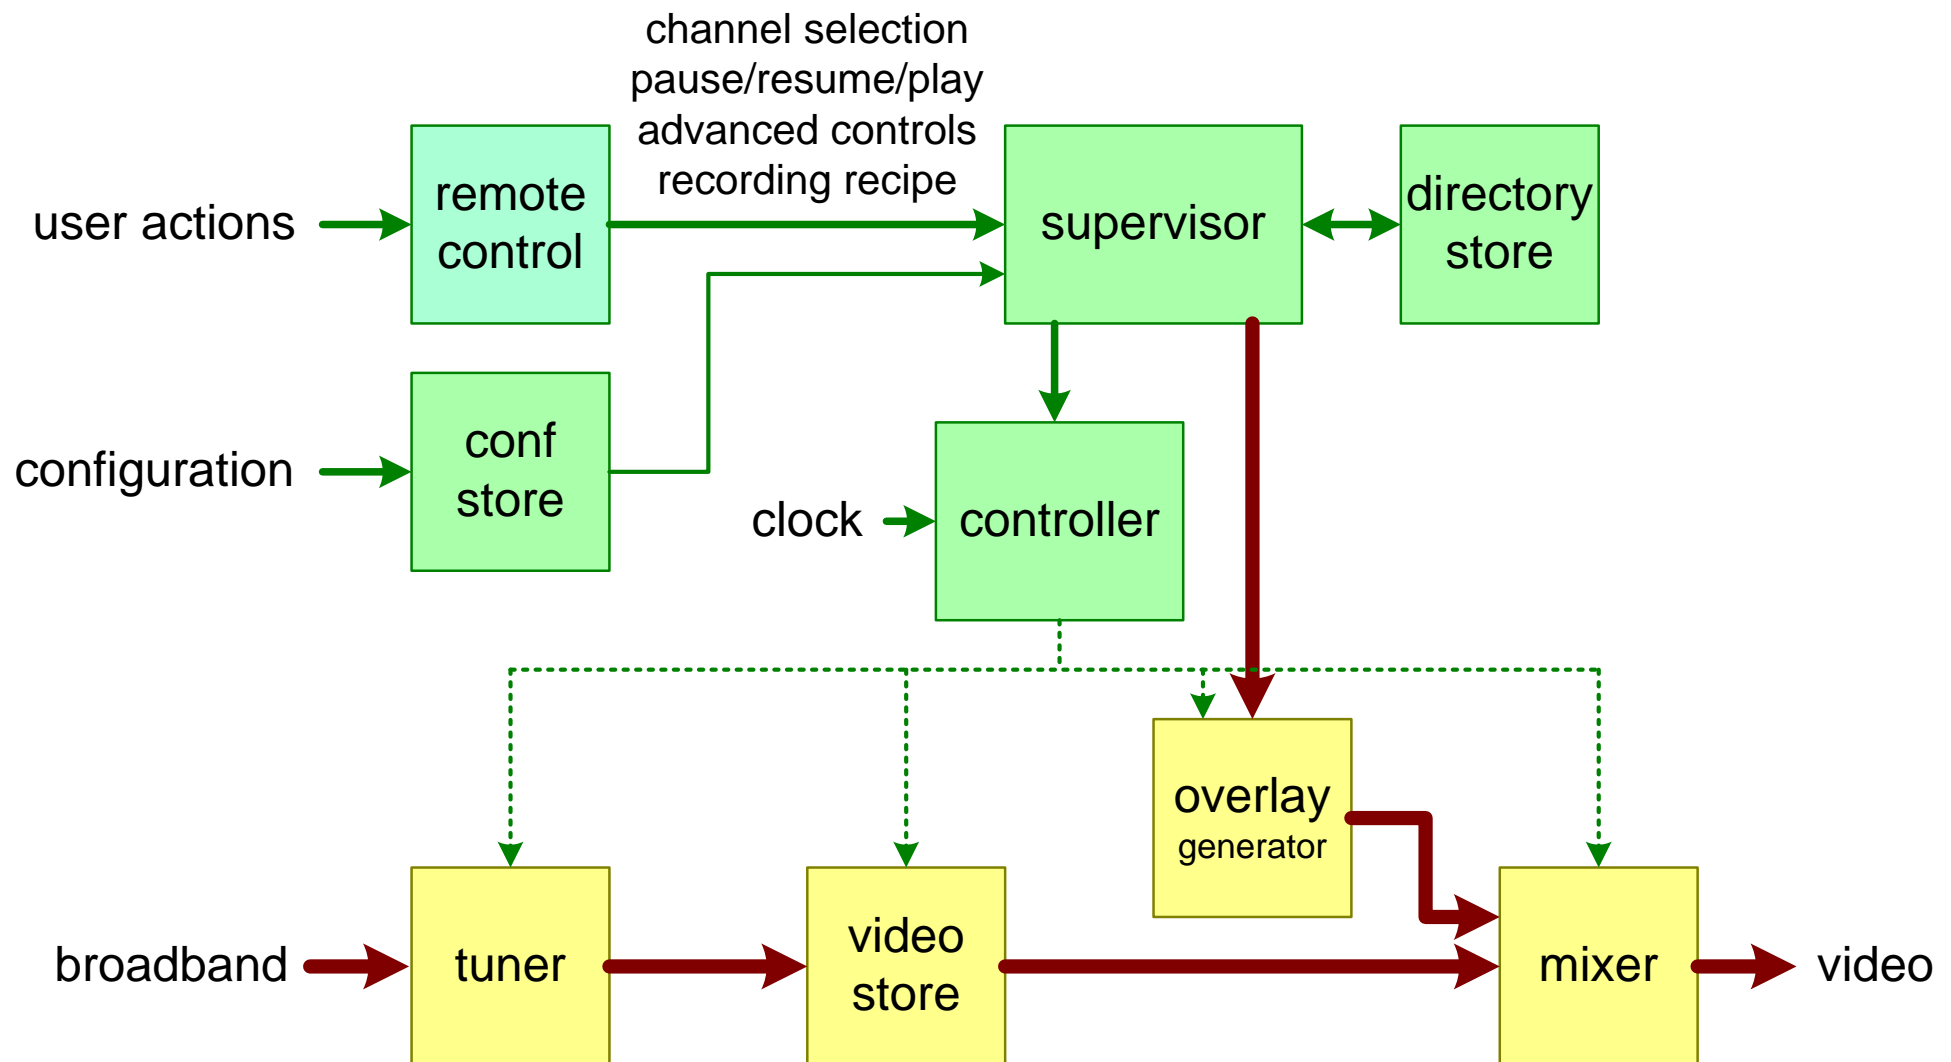 channel selection
pause/resume/play
advanced controls
recording recipe
user actions
remote
control
supervisor
directory
store
configuration
conf
store
clock
controller
overlay
generator
broadband
tuner
video
store
mixer
video